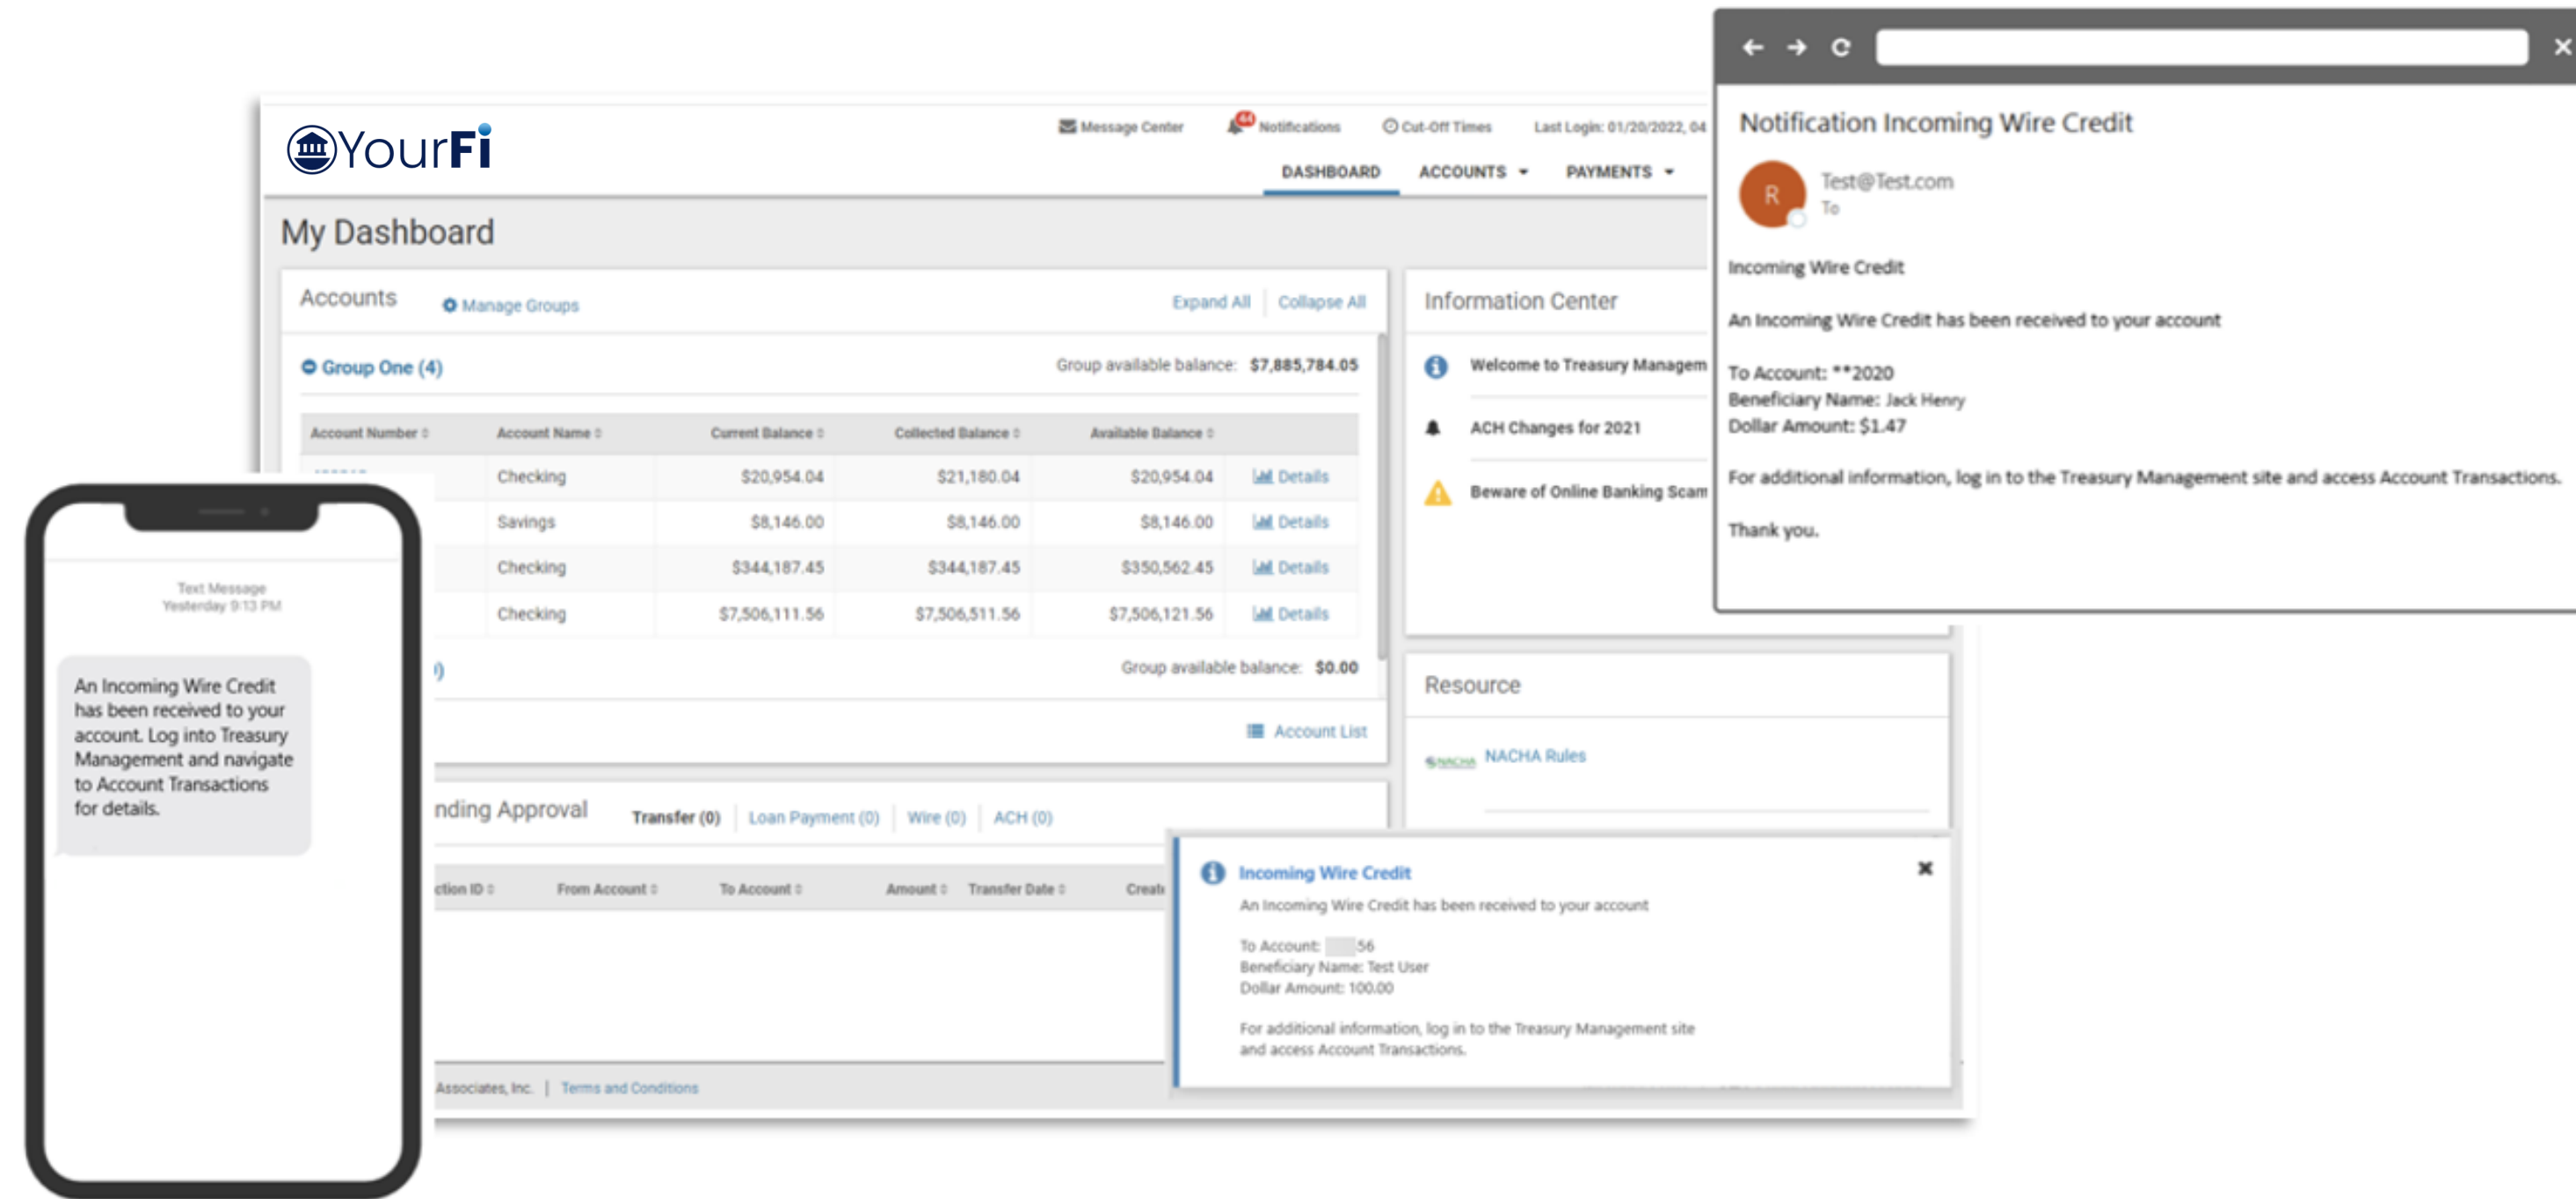 YourFi
Message Center
44
Notifications
Cut-Off Times
Last Login: 01/20/2022, 04
DASHBOARD
ACCOUNTS
PAYMENTS
My Dashboard
Accounts
Manage Groups
Expand All
Collapse All
Group One (4)
Group available balance: $7,885,784.05
Account Number
Account Name
Current Balance
Collected Balance
Available Balance
Checking $20,954.04 $21,180.04 $20,954.04 Details
Savings $8,146.00 $8,146.00 $8,146.00 Details
Checking $344,187.45 $344,187.45 $350,562.45 Details
Checking $7,506,111.56 $7,506,511.56 $7,506,121.56 Details
Group available balance: $0.00
Account List
nding Approval
Transfer (0)
Loan Payment (0)
Wire (0)
ACH (0)
ction ID
From Account
To Account
Amount
Transfer Date
Create
Associates, Inc. | Terms and Conditions
Information Center
Welcome to Treasury Managem
ACH Changes for 2021
Beware of Online Banking Scam
Resource
NACHA
NACHA Rules
Incoming Wire Credit
An Incoming Wire Credit has been received to your account
To Account: 56
Beneficiary Name: Test User
Dollar Amount: 100.00
For additional information, log in to the Treasury Management site
and access Account Transactions.
Notification Incoming Wire Credit
R
Test@Test.com
To
Incoming Wire Credit
An Incoming Wire Credit has been received to your account
To Account: **2020
Beneficiary Name: Jack Henry
Dollar Amount: $1.47
For additional information, log in to the Treasury Management site and access Account Transactions.
Thank you.
Text Message
Yesterday 9:13 PM
An Incoming Wire Credit
has been received to your
account. Log into Treasury
Management and navigate
to Account Transactions
for details.